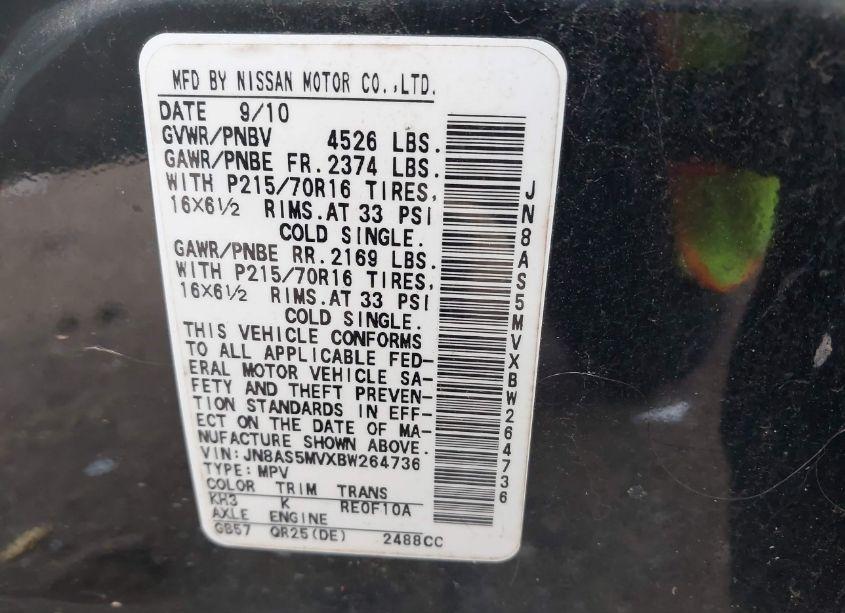 MFD BY NISSAN MOTOR CO.,LTD.
DATE 9/10
GVWR/PNBV 4526 LBS.
GAWR/PNBE FR.2374 LBS.
WITH P215/70R16 TIRES,
16X6½ RIMS.AT 33 PSI
COLD SINGLE.
GAWR/PNBE RR.2169 LBS.
WITH P215/70R16 TIRES,
16X6½ RIMS.AT 33 PSI
COLD SINGLE.
THIS VEHICLE CONFORMS
TO ALL APPLICABLE FED-
ERAL MOTOR VEHICLE SA-
FETY AND THEFT PREVEN-
TION STANDARDS IN EFF-
ECT ON THE DATE OF MA-
NUFACTURE SHOWN ABOVE.
VIN:JN8AS5MVXBW264736
TYPE:MPV
COLOR TRIM TRANS
KH3 K RE0F10A
AXLE ENGINE
GB57 QR25(DE) 2488CC
JN8AS5MVXBW264736